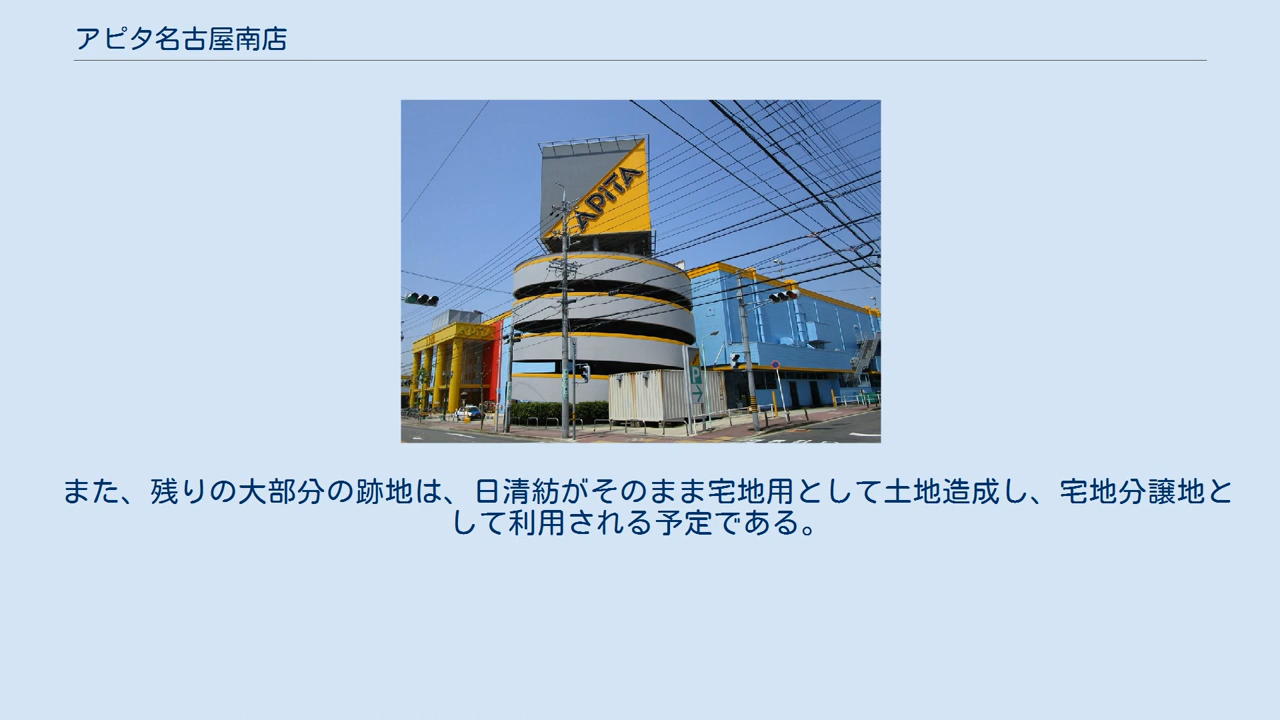 アピタ名古屋南店
APiTA
P
また、残りの大部分の跡地は、日清紡がそのまま宅地用として土地造成し、宅地分譲地と
して利用される予定である。